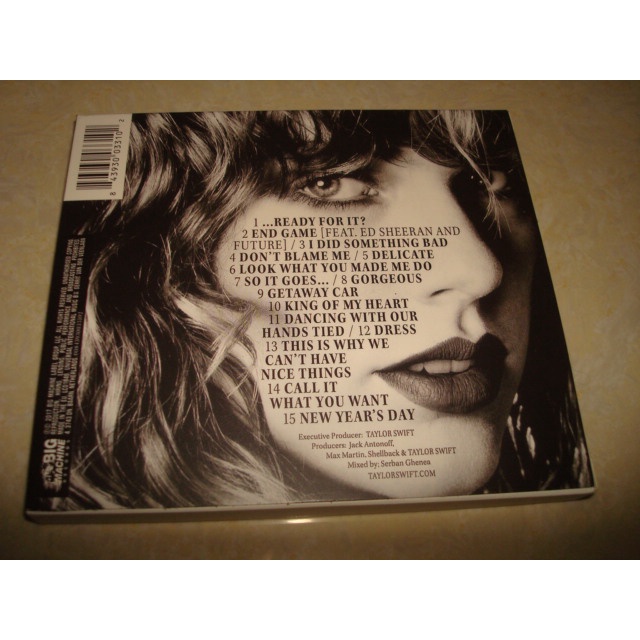 1 ...READY FOR IT?
2 END GAME [FEAT. ED SHEERAN AND
FUTURE] / 3 I DID SOMETHING BAD
4 DON'T BLAME ME / 5 DELICATE
6 LOOK WHAT YOU MADE ME DO
7 SO IT GOES... / 8 GORGEOUS
9 GETAWAY CAR
10 KING OF MY HEART
11 DANCING WITH OUR
HANDS TIED / 12 DRESS
13 THIS IS WHY WE
CAN'T HAVE
NICE THINGS
14 CALL IT
WHAT YOU WANT
15 NEW YEAR'S DAY
Executive Producer: TAYLOR SWIFT
Producers: Jack Antonoff,
Max Martin, Shellback & TAYLOR SWIFT
Mixed by: Serban Ghenea
TAYLORSWIFT.COM
8 43930 03310 2
BIG
MACHINE